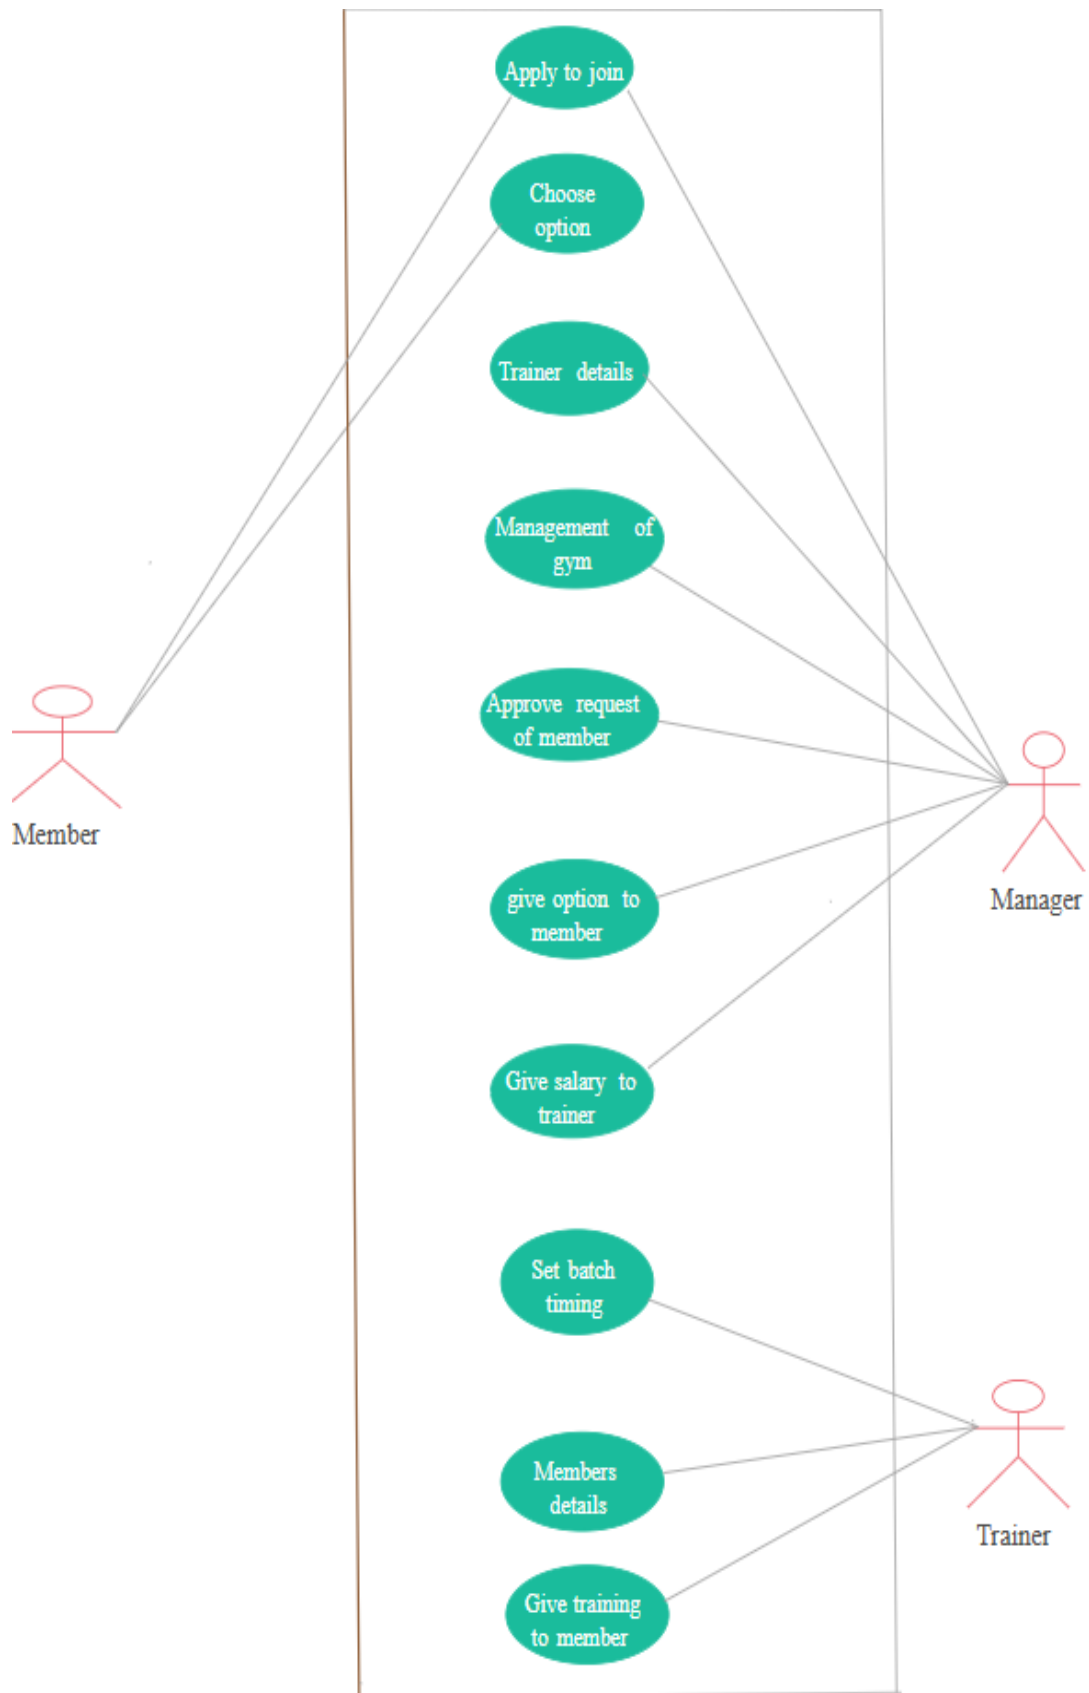 Apply to join
Choose
option
Trainer details
Management of
gym
Approve request
of member
Member
Manager
give option to
member
Give salary to
trainer
Set batch
timing
Members
details
Trainer
Give training
to member